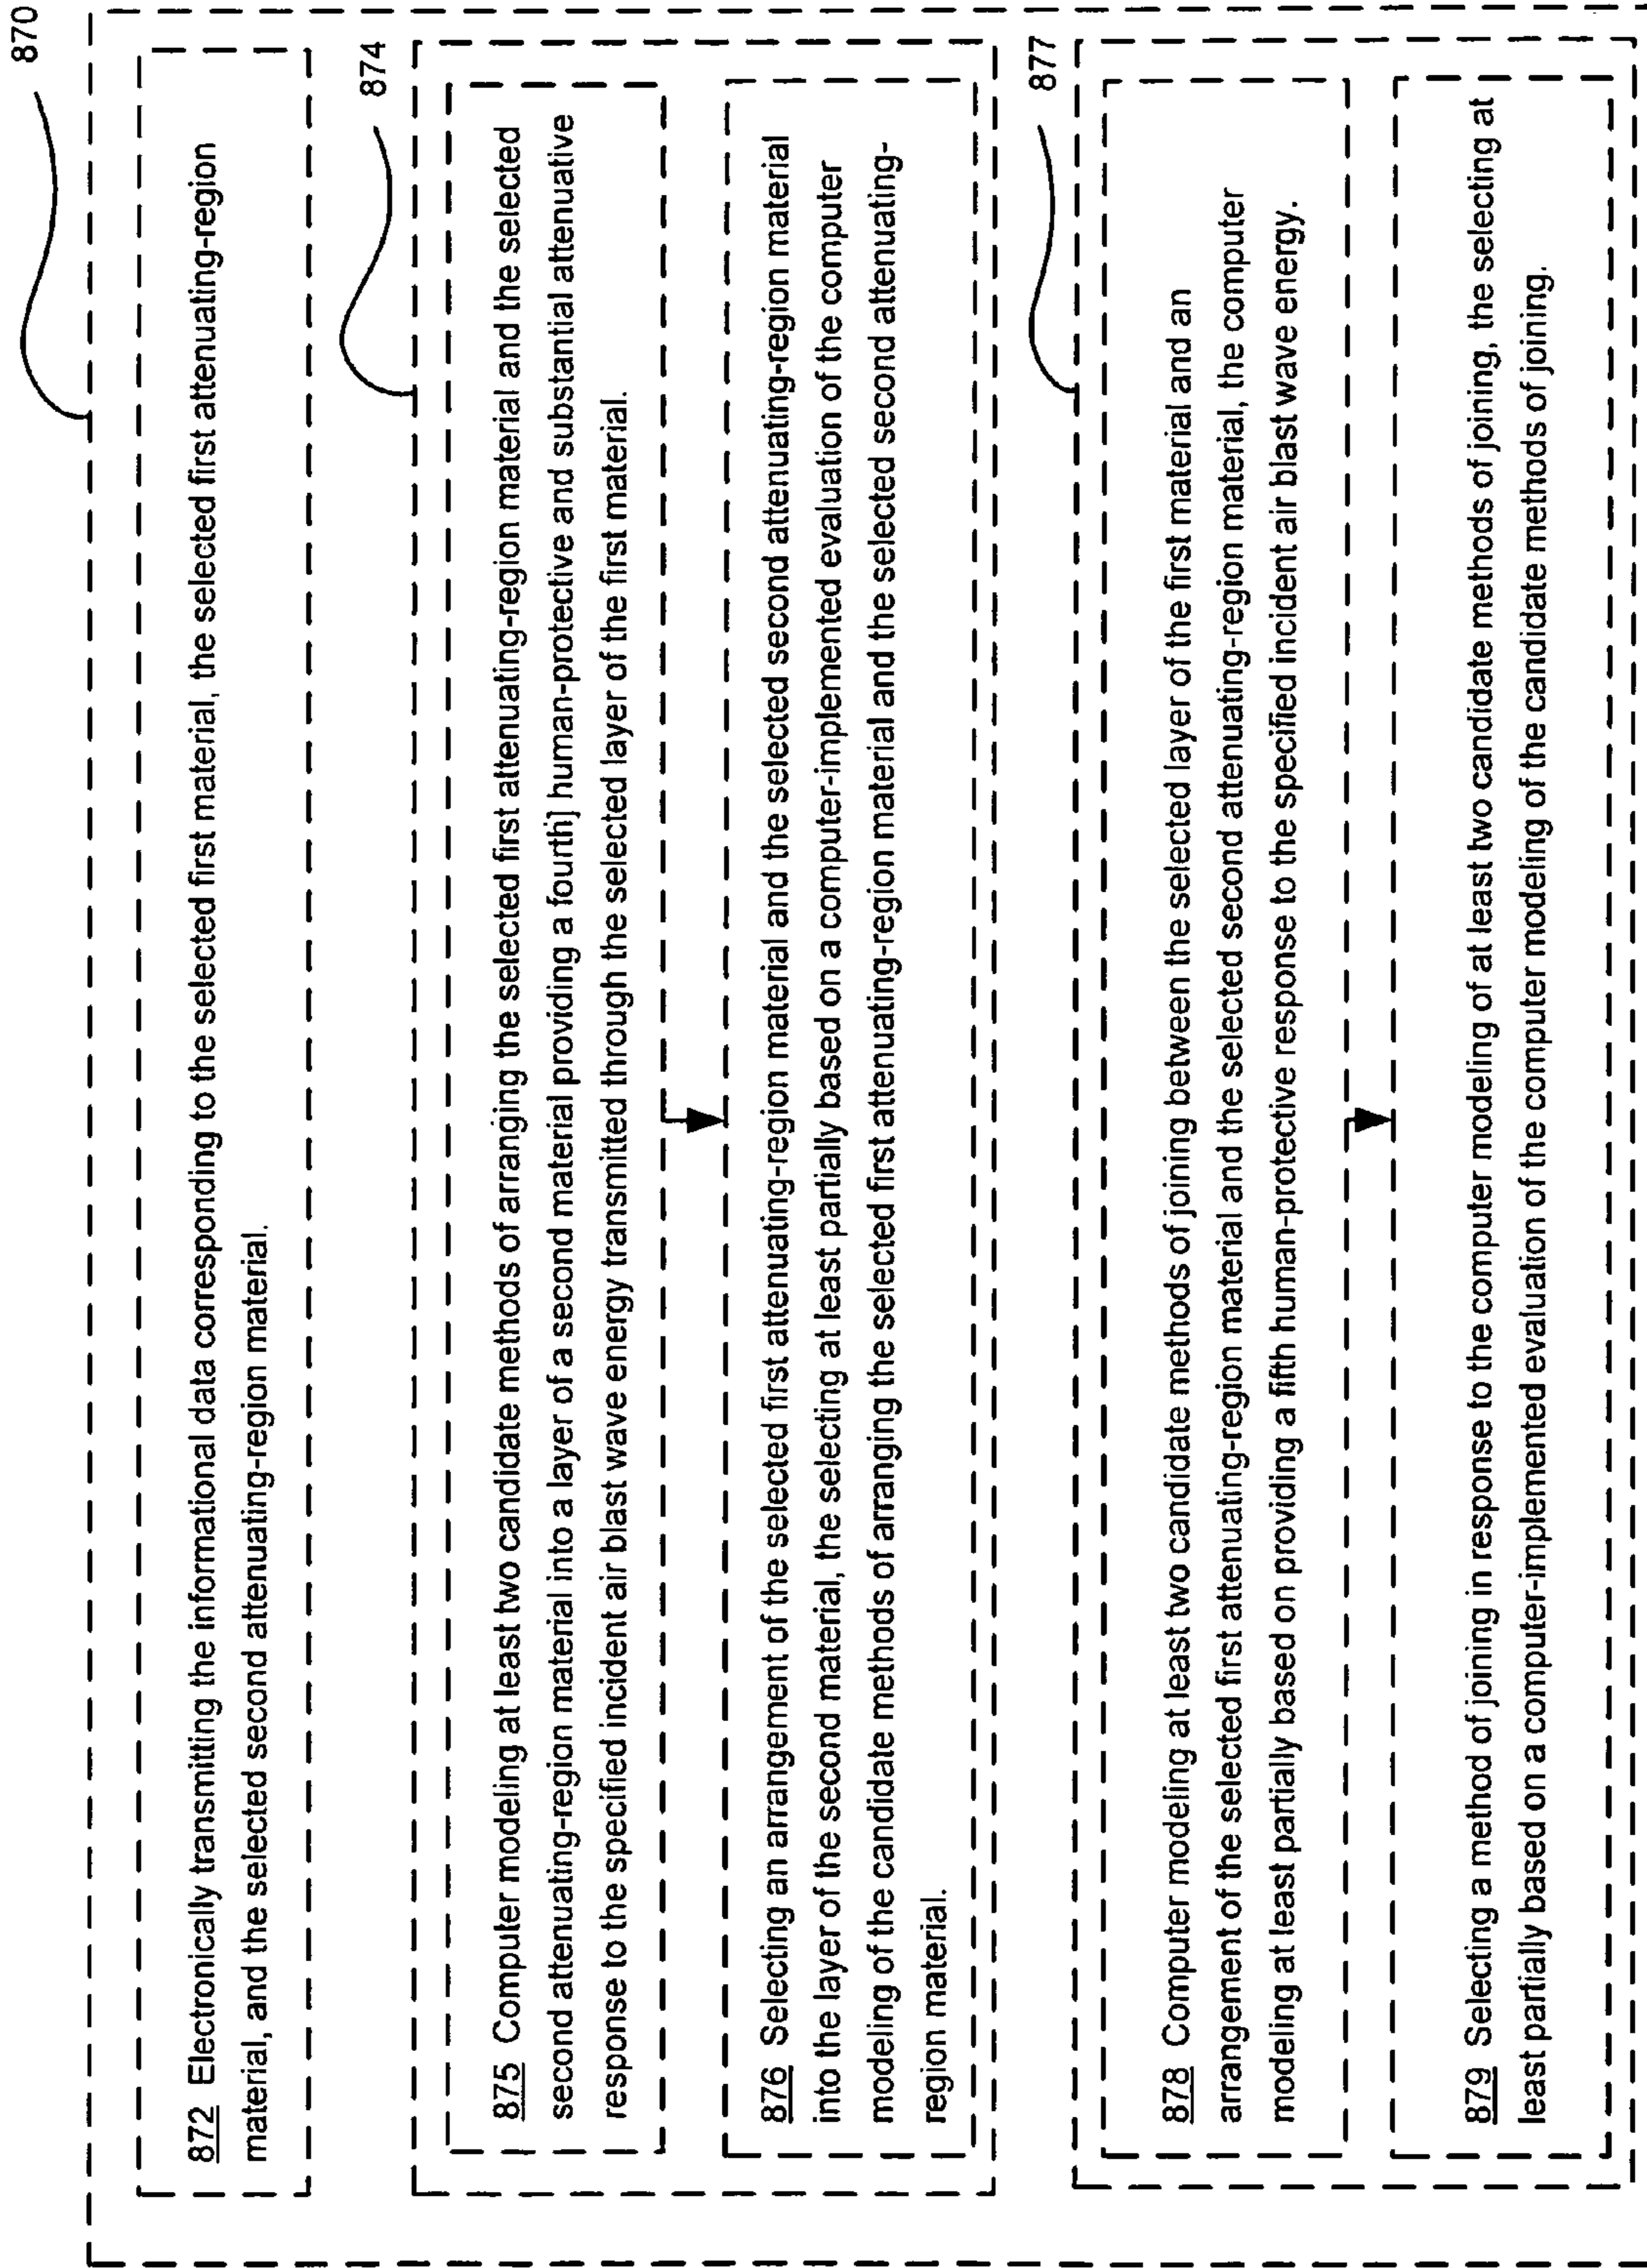 870
872 Electronically transmitting the informational data corresponding to the selected first material, the selected first attenuating-region
material, and the selected second attenuating-region material.
874
875 Computer modeling at least two candidate methods of arranging the selected first attenuating-region material and the selected
second attenuating-region material into a layer of a second material providing a fourth] human-protective and substantial attenuative
response to the specified incident air blast wave energy transmitted through the selected layer of the first material.
876 Selecting an arrangement of the selected first attenuating-region material and the selected second attenuating-region material
into the layer of the second material, the selecting at least partially based on a computer-implemented evaluation of the computer
modeling of the candidate methods of arranging the selected first attenuating-region material and the selected second attenuating-
region material.
877
878 Computer modeling at least two candidate methods of joining between the selected layer of the first material and an
arrangement of the selected first attenuating-region material and the selected second attenuating-region material, the computer
modeling at least partially based on providing a fifth human-protective response to the specified incident air blast wave energy.
879 Selecting a method of joining in response to the computer modeling of at least two candidate methods of joining, the selecting at
least partially based on a computer-implemented evaluation of the computer modeling of the candidate methods of joining.